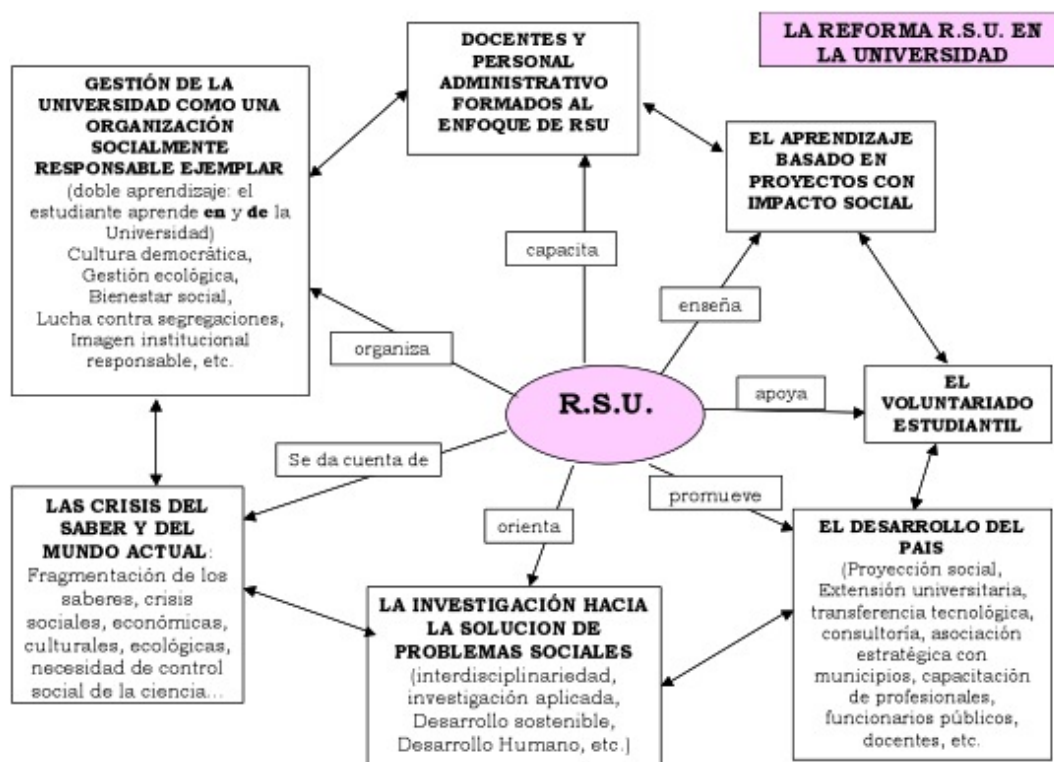 LA REFORMA R.S.U. EN
LA UNIVERSIDAD
DOCENTES Y
PERSONAL
ADMINISTRATIVO
FORMADOS AL
ENFOQUE DE RSU
GESTIÓN DE LA
UNIVERSIDAD COMO UNA
ORGANIZACIÓN
SOCIALMENTE
RESPONSABLE EJEMPLAR
(doble aprendizaje: el
estudiante aprende en y de la
Universidad)
Cultura democrática,
Gestión ecológica,
Bienestar social,
Lucha contra segregaciones,
Imagen institucional
responsable, etc.
EL APRENDIZAJE
BASADO EN
PROYECTOS CON
IMPACTO SOCIAL
capacita
enseña
organiza
R.S.U.
apoya
EL
VOLUNTARIADO
ESTUDIANTIL
Se da cuenta de
promueve
orienta
LAS CRISIS DEL
SABER Y DEL
MUNDO ACTUAL:
Fragmentación de los
saberes, crisis
sociales, económicas,
culturales, ecológicas,
necesidad de control
social de la ciencia...
LA INVESTIGACIÓN HACIA
LA SOLUCION DE
PROBLEMAS SOCIALES
(interdisciplinariedad,
investigación aplicada,
Desarrollo sostenible,
Desarrollo Humano, etc.)
EL DESARROLLO DEL
PAIS
(Proyección social,
Extensión universitaria,
transferencia tecnológica,
consultoría, asociación
estratégica con
municipios, capacitación
de profesionales,
funcionarios públicos,
docentes, etc.